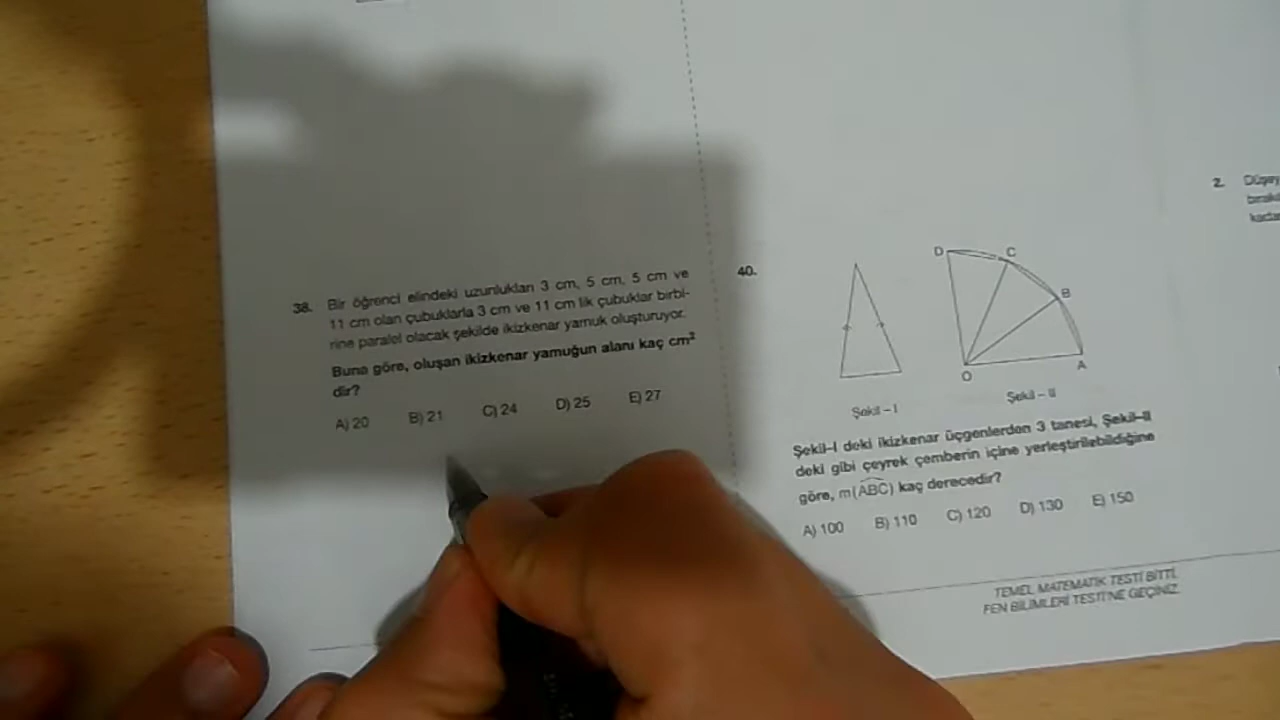 38. Bir öğrenci elindeki uzunlukları 3 cm, 5 cm, 5 cm ve
11 cm olan çubuklarla 3 cm ve 11 cm lik çubuklar birbi-
rine paralel olacak şekilde ikizkenar yamuk oluşturuyor.
Buna göre, oluşan ikizkenar yamuğun alanı kaç cm²
dir?
A) 20 B) 21 C) 24 D) 25 E) 27
40.
D C B O A
Şekil – I Şekil – II
Şekil–I deki ikizkenar üçgenlerden 3 tanesi, Şekil–II
deki gibi çeyrek çemberin içine yerleştirilebildiğine
göre, m(ABC) kaç derecedir?
A) 100 B) 110 C) 120 D) 130 E) 150
TEMEL MATEMATİK TESTİ BİTTİ.
FEN BİLİMLERİ TESTİ'NE GEÇİNİZ.
2.